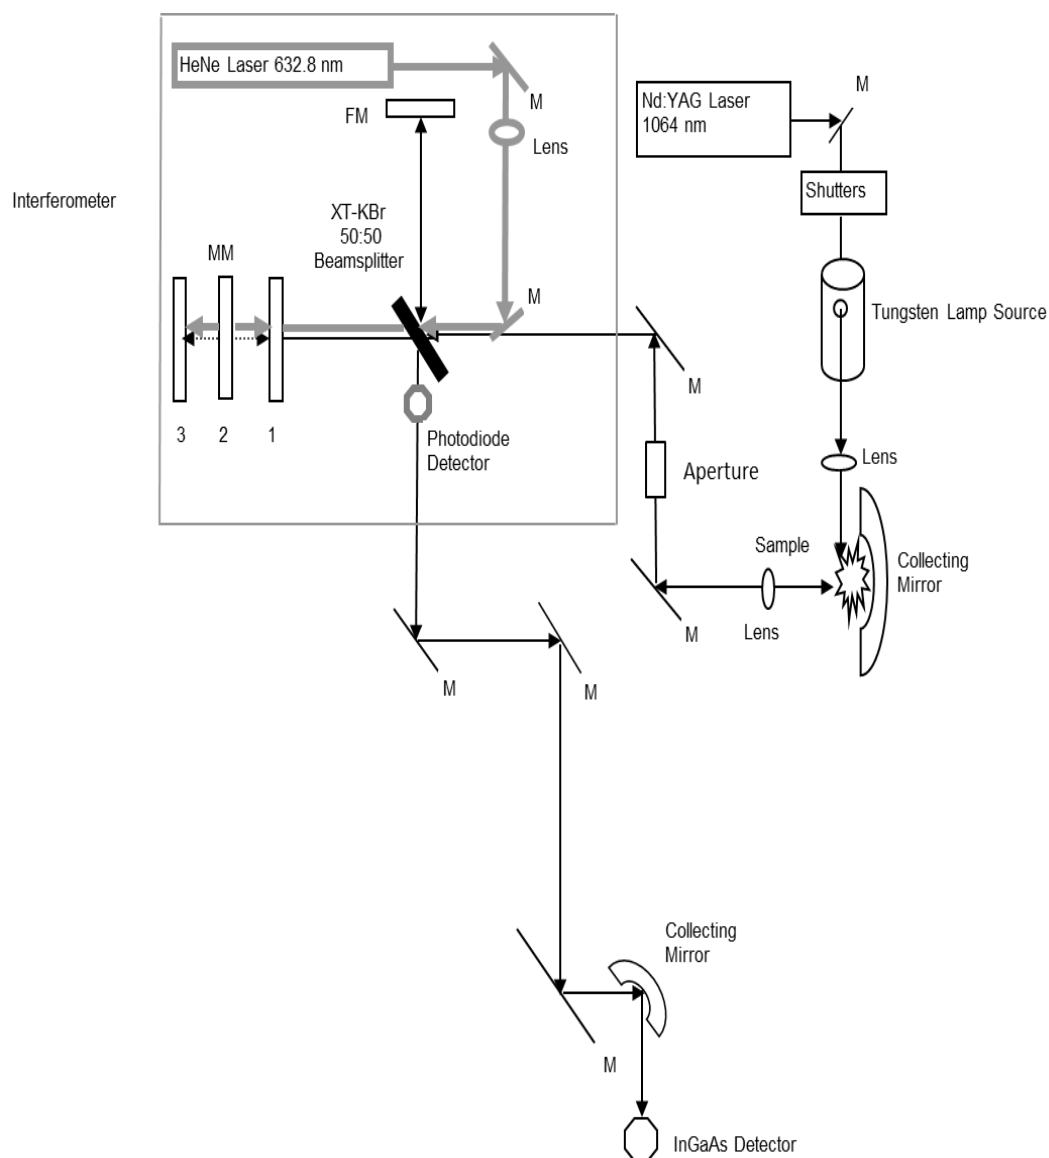 HeNe Laser 632.8 nm
M
FM
Lens
Nd:YAG Laser
1064 nm
M
Shutters
Interferometer
XT-KBr
50:50
Beamsplitter
MM
M
Tungsten Lamp Source
M
3
2
1
Photodiode
Detector
Aperture
Lens
Sample
Collecting
Mirror
Lens
M
M
M
Collecting
Mirror
M
InGaAs Detector